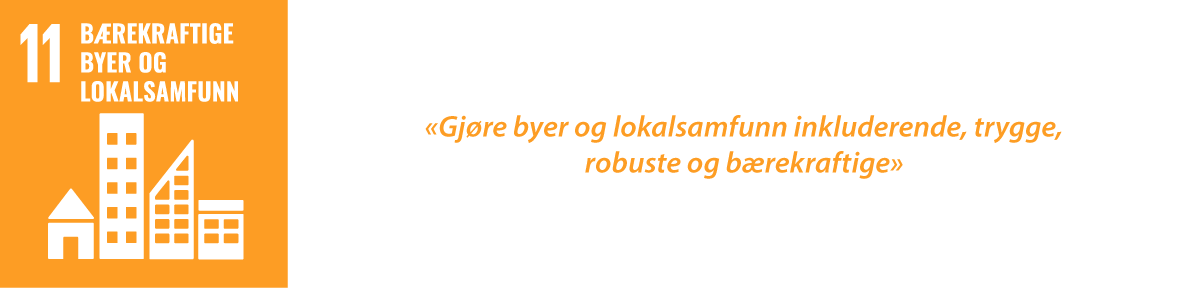 11
BÆREKRAFTIGE
BYER OG
LOKALSAMFUNN
«Gjøre byer og lokalsamfunn inkluderende, trygge,
robuste og bærekraftige»